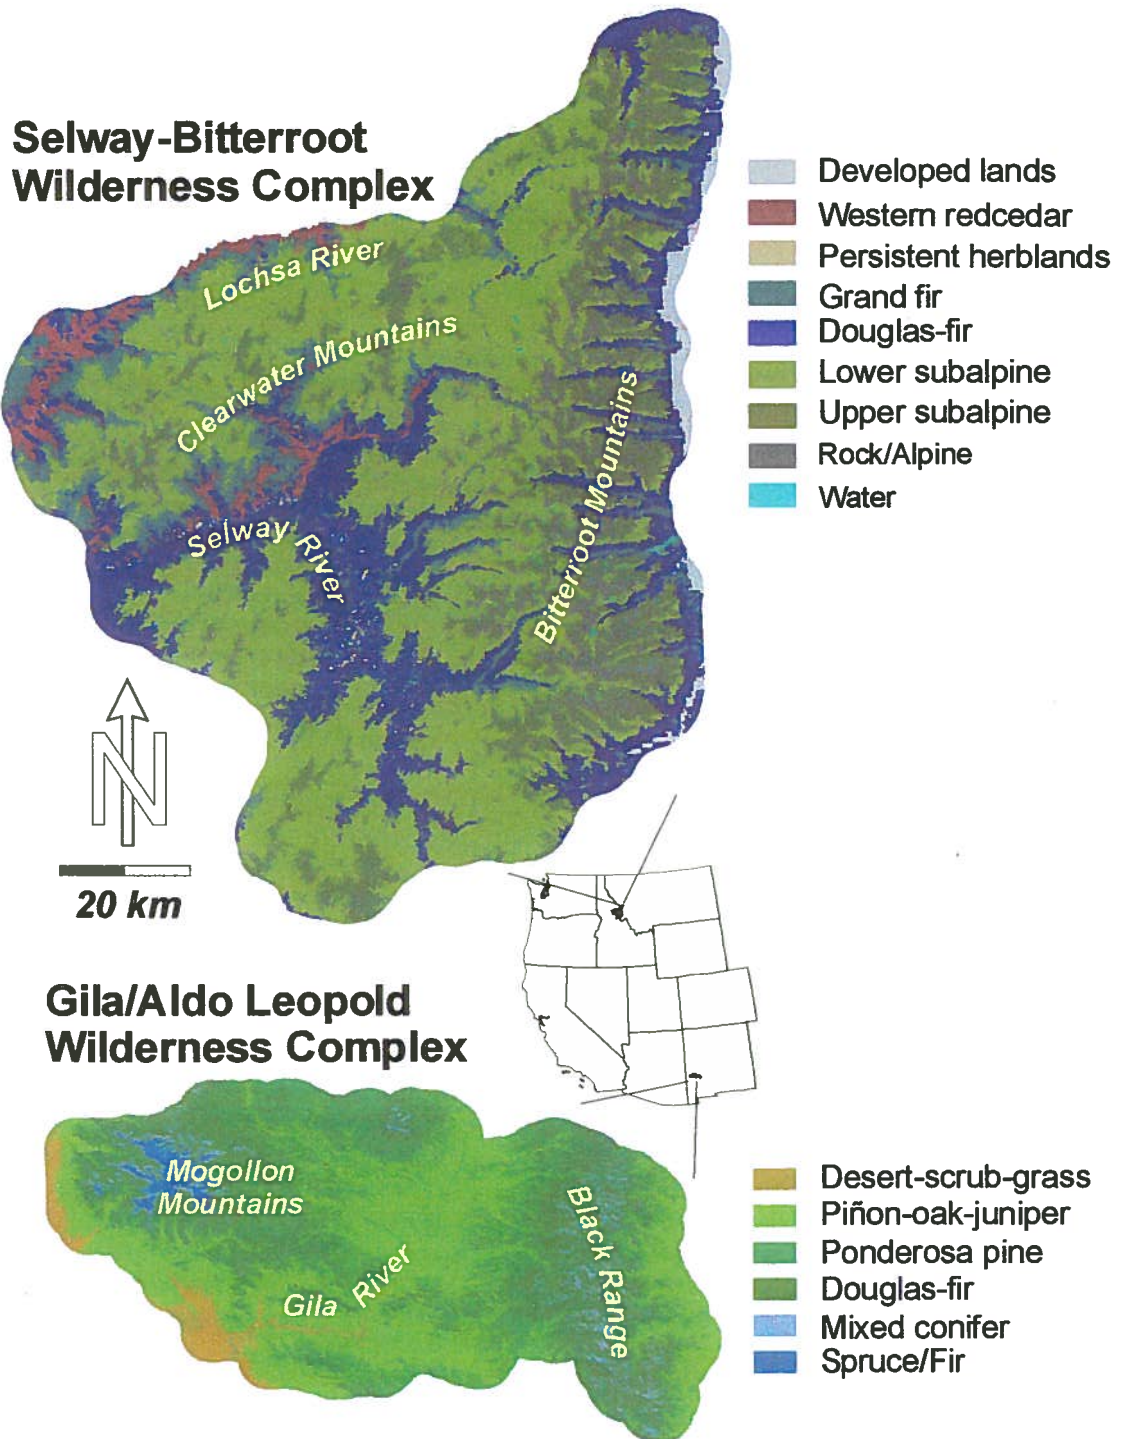 Selway-Bitterroot
Wilderness Complex
Lochsa River
Clearwater Mountains
Selway River
Bitterroot Mountains
Developed lands
Western redcedar
Persistent herblands
Grand fir
Douglas-fir
Lower subalpine
Upper subalpine
Rock/Alpine
Water
N
20 km
Gila/Aldo Leopold
Wilderness Complex
Mogollon
Mountains
Gila River
Black Range
Desert-scrub-grass
Piñon-oak-juniper
Ponderosa pine
Douglas-fir
Mixed conifer
Spruce/Fir